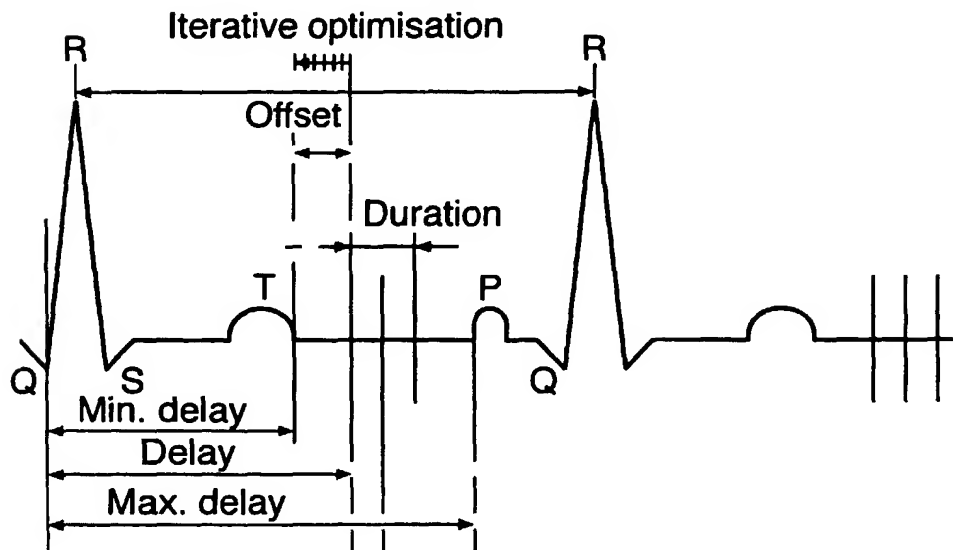 Iterative optimisation
R
R
Offset
Duration
T
P
Q
S
Q
Min. delay
Delay
Max. delay